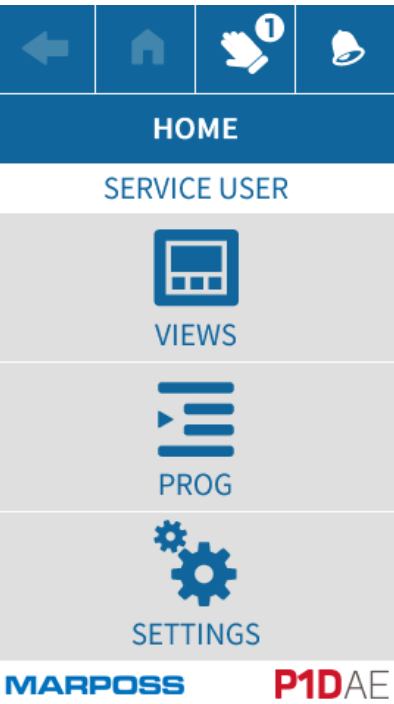 1
HOME
SERVICE USER
VIEWS
PROG
SETTINGS
MARPOSS P1DAE